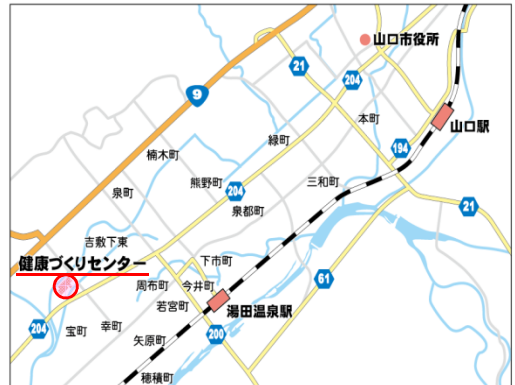 山口市役所
21
204
9
本町
山口駅
緑町
194
楠木町
熊野町
三和町
泉町
204
泉都町
21
吉敷下東
健康づくりセンター
下市町
周布町
今井町
61
湯田温泉駅
若宮町
204
宝町
幸町
矢原町
200
穂積町